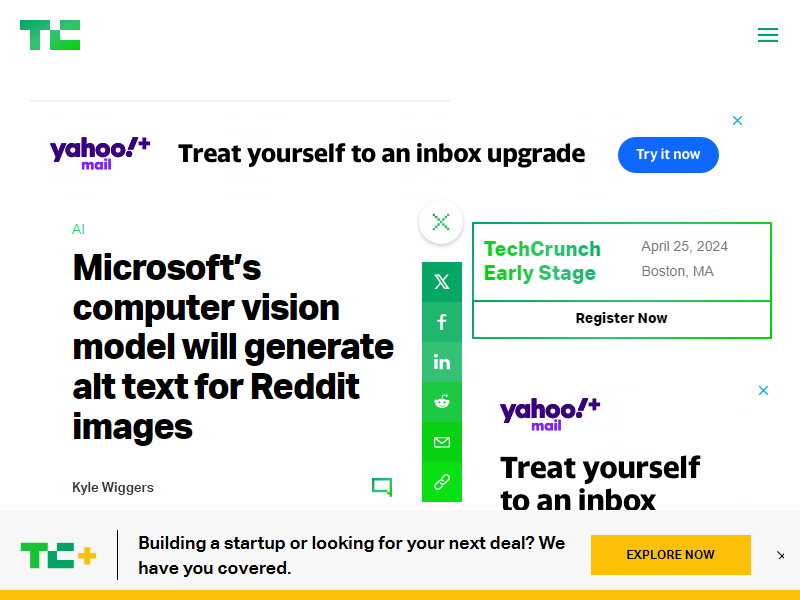 TC
yahoo!+
mail
Treat yourself to an inbox upgrade
Try it now
AI
Microsoft's
computer vision
model will generate
alt text for Reddit
images
Kyle Wiggers
TechCrunch
Early Stage
April 25, 2024
Boston, MA
Register Now
yahoo!+
mail
Treat yourself
to an inbox
TC+
Building a startup or looking for your next deal? We
have you covered.
EXPLORE NOW